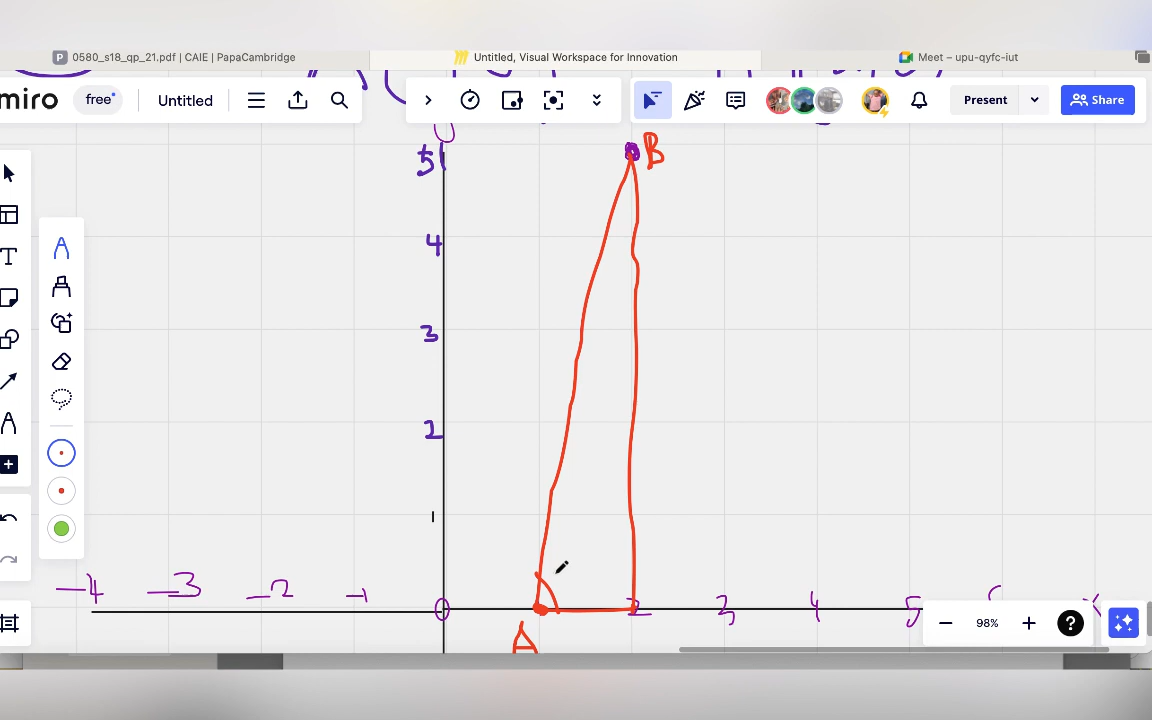 0580_s18_qp_21.pdf | CAIE | PapaCambridge
Untitled, Visual Workspace for Innovation
Meet – upu-qyfc-iut
miro
free
Untitled
Present
Share
B
5
4
3
2
1
-4 -3 -2 -1 0 2 3 4 5
A
98%